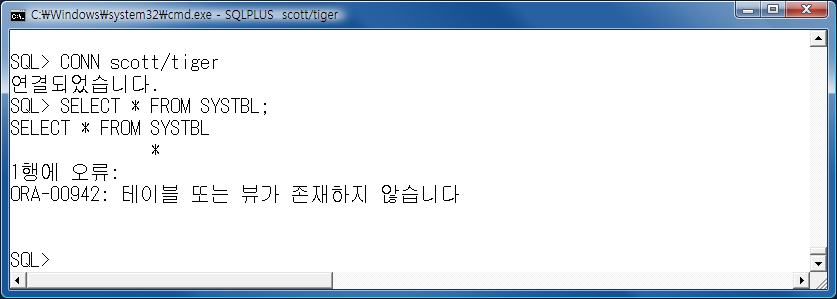 C:₩Windows₩system32₩cmd.exe - SQLPLUS  scott/tiger
SQL> CONN scott/tiger
연결되었습니다.
SQL> SELECT * FROM SYSTBL;
SELECT * FROM SYSTBL
              *
1행에 오류:
ORA-00942: 테이블 또는 뷰가 존재하지 않습니다
SQL>